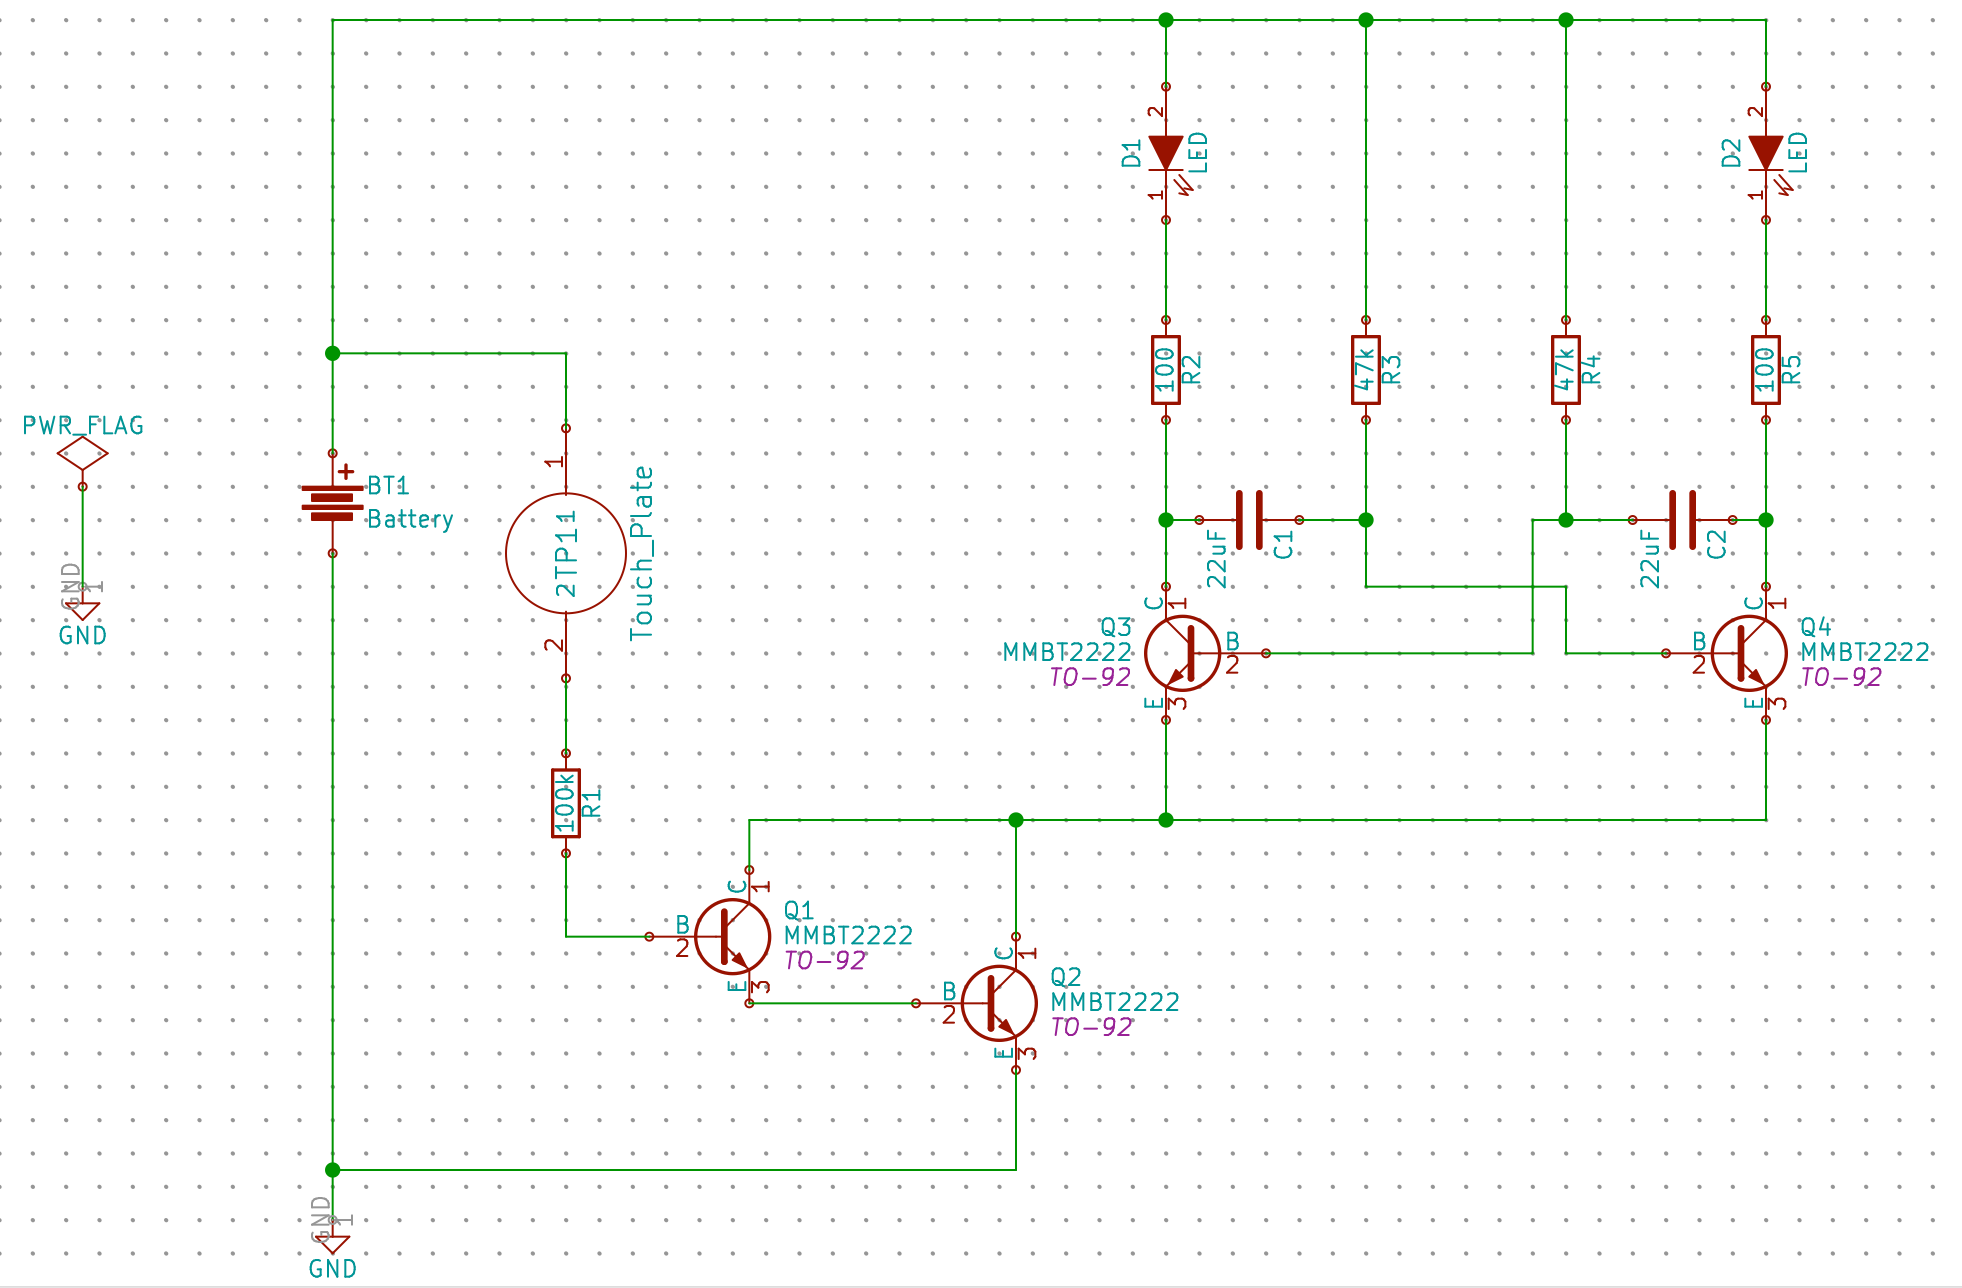 2
D1
LED
1
2
D2
LED
1
100
R2
47k
R3
47k
R4
100
R5
PWR_FLAG
GND
1
GND
+
BT1
Battery
1
2TP11
Touch_Plate
2
22uF
C1
22uF
C2
C
1
Q3
MMBT2222
TO-92
B
2
E
3
C
1
B
2
Q4
MMBT2222
TO-92
E
3
100k
R1
C
1
B
2
Q1
MMBT2222
TO-92
E
3
C
1
B
2
Q2
MMBT2222
TO-92
E
3
GND
1
GND